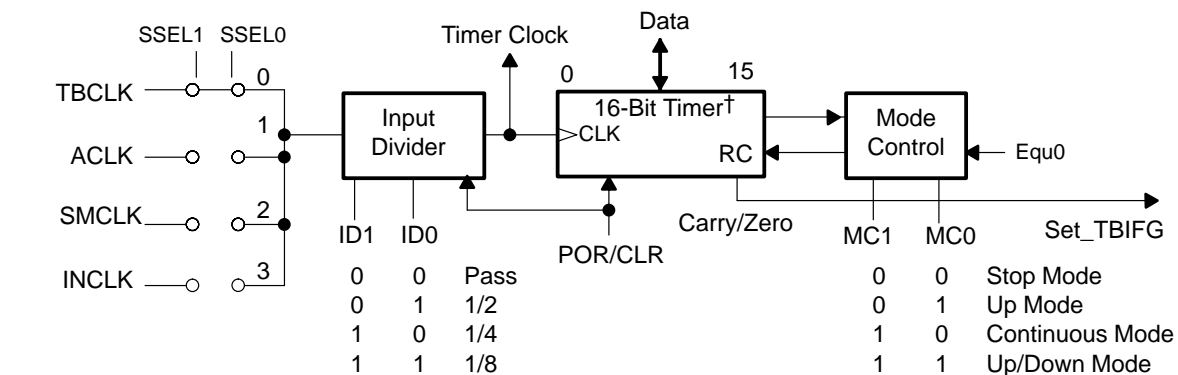 Data
SSEL1 SSEL0
Timer Clock
0
0
15
TBCLK
16-Bit Timer†
Input
Divider
Mode
Control
1
CLK
ACLK
RC
Equ0
SMCLK
2
ID1 ID0
POR/CLR
Carry/Zero
MC1 MC0
Set_TBIFG
INCLK
3
0 0 Pass
0 1 1/2
1 0 1/4
1 1 1/8
0 0 Stop Mode
0 1 Up Mode
1 0 Continuous Mode
1 1 Up/Down Mode